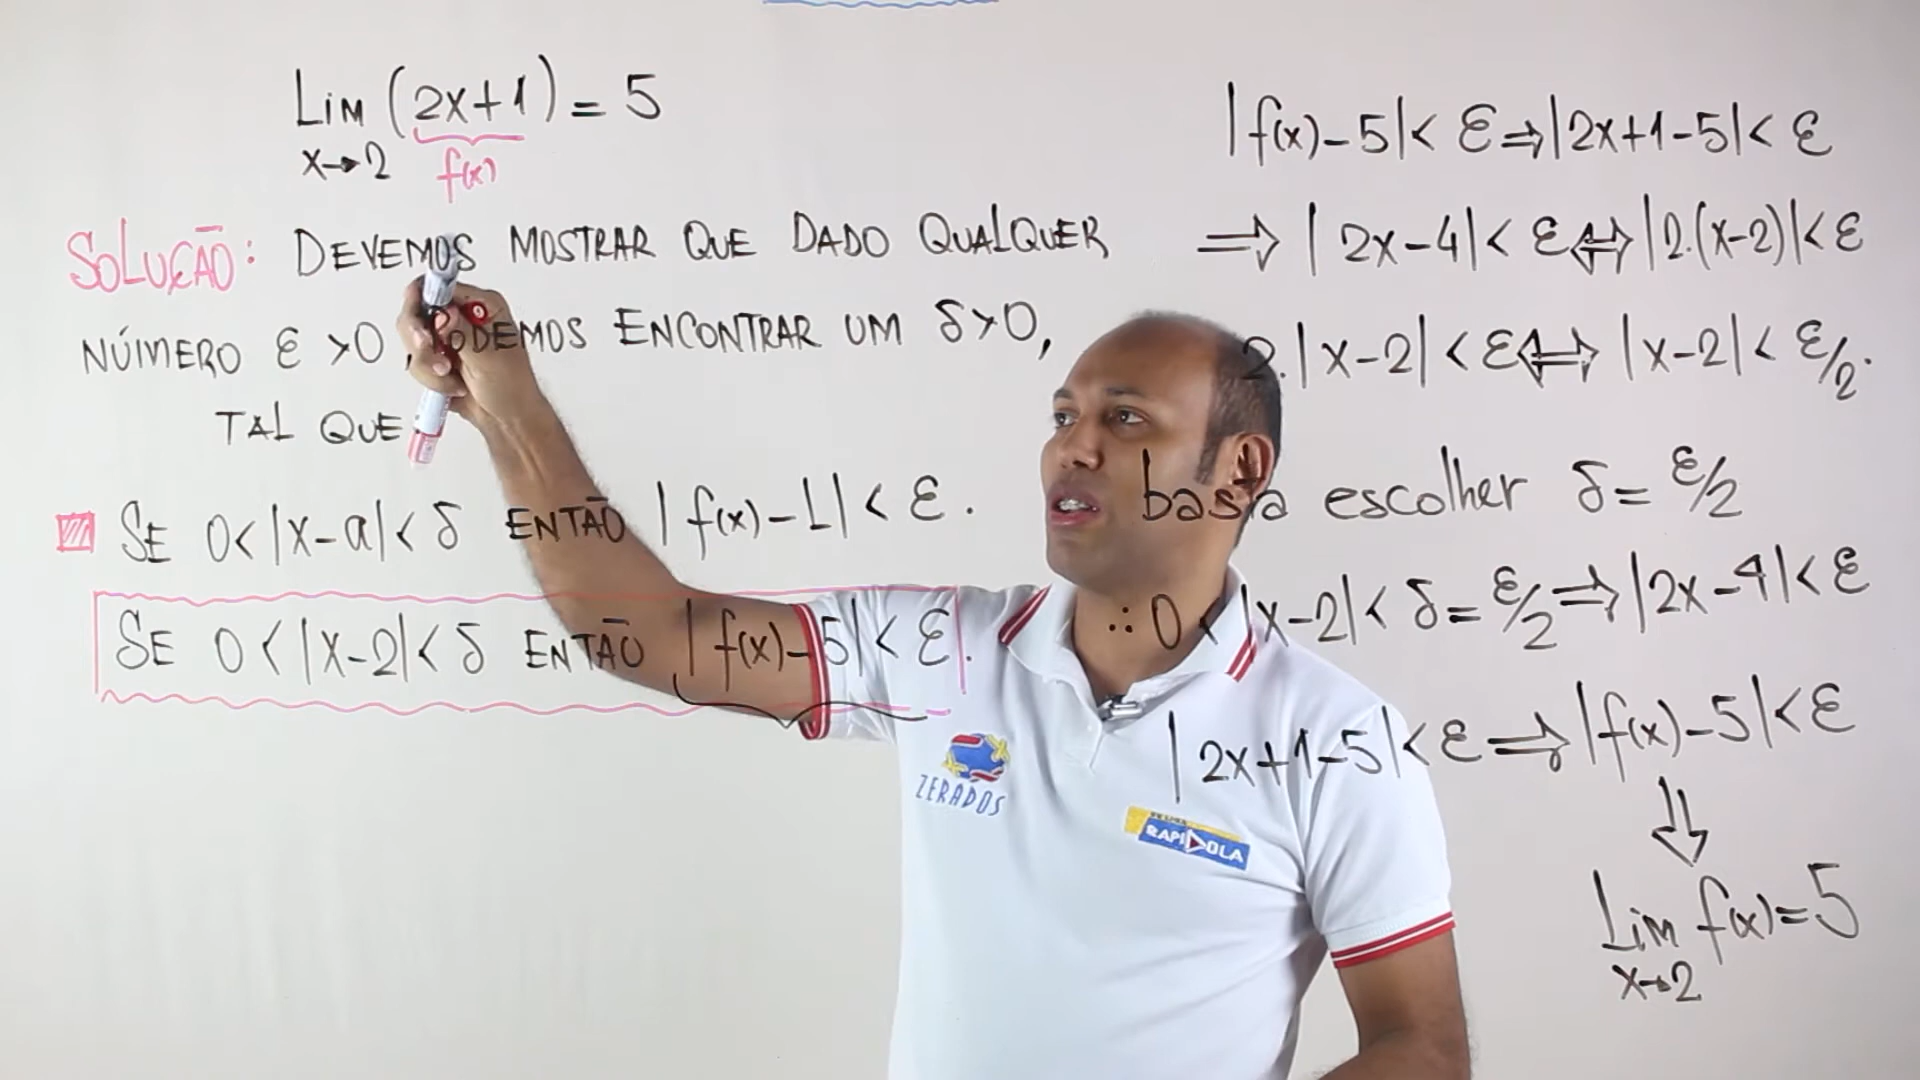 Lim (2x+1) = 5
x→2 f(x)
SOLUÇÃO: DEVEMOS MOSTRAR QUE DADO QUALQUER
NÚMERO ε >0, PODEMOS ENCONTRAR UM δ>0,
TAL QUE:
SE 0<|x-a|< δ ENTÃO |f(x)-L|< ε.
SE 0<|x-2|< δ ENTÃO |f(x)-5|< ε.
|f(x)-5|< ε ⇒ |2x+1-5|< ε
⇒ |2x-4|< ε ⇔ |2.(x-2)|< ε
2.|x-2|< ε ⇔ |x-2|< ε/2.
basta escolher δ = ε/2
∴ 0<|x-2|< δ = ε/2 ⇒ |2x-4|< ε
|2x+1-5|< ε ⇒ |f(x)-5|< ε
⇓
Lim f(x)=5
x→2
ZERADOS
RAPIDOLA